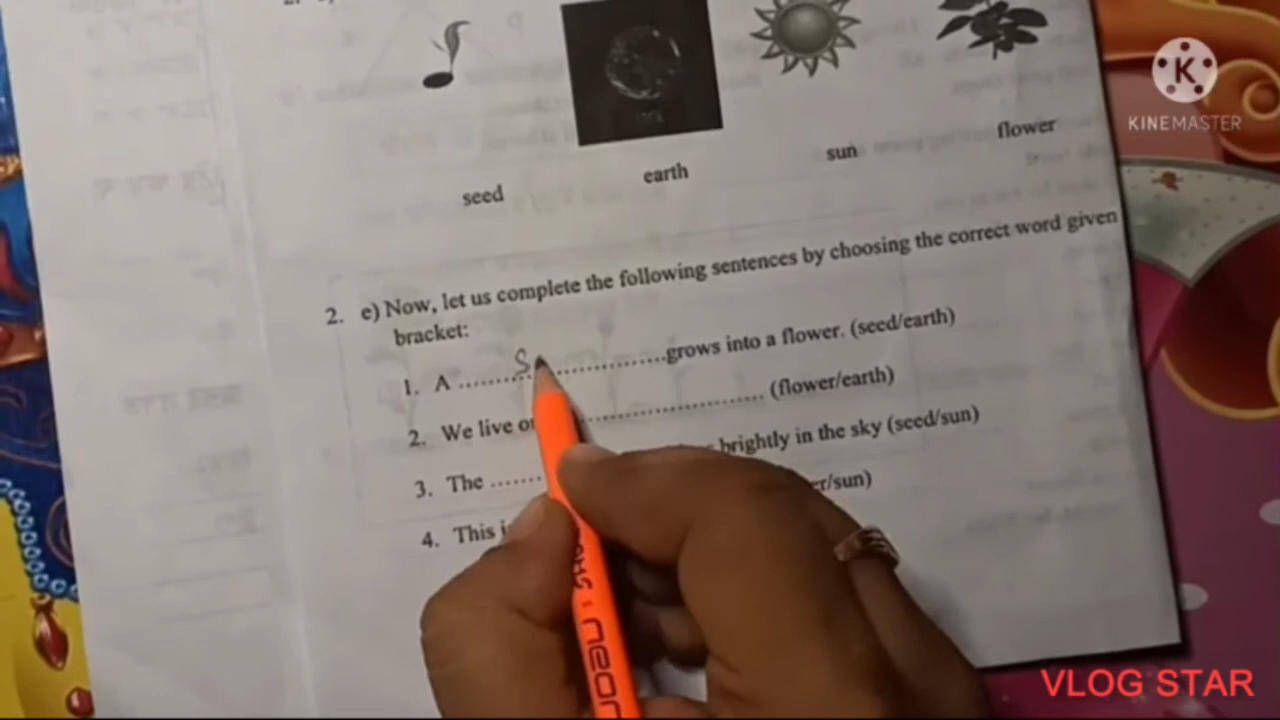 seed
earth
sun
flower
2. e) Now, let us complete the following sentences by choosing the correct word given
bracket:
1. A ..........S.................grows into a flower. (seed/earth)
2. We live ........................... (flower/earth)
3. The ....... brightly in the sky (seed/sun)
4. This /sun)
neon
K
KINEMASTER
VLOG STAR